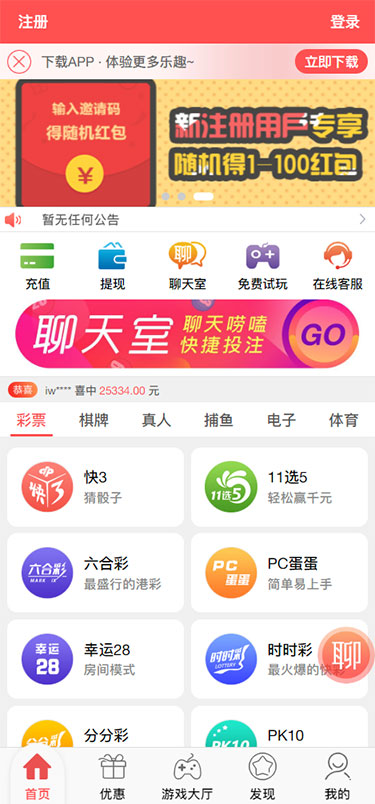 注册
登录
下载APP · 体验更多乐趣~
立即下载
输入邀请码
得随机红包
¥
新注册用戶专享
随机得1-100红包
暂无任何公告
充值
提现
聊
聊天室
免费试玩
在线客服
聊天室
聊天唠嗑
快捷投注
GO
恭喜
iw**** 喜中 25334.00 元
彩票
棋牌
真人
捕鱼
电子
体育
快3
快3
猜骰子
11选5
11选5
轻松赢千元
六合彩
MARK IX
六合彩
最盛行的港彩
PC
蛋蛋
PC蛋蛋
简单易上手
幸运
28
幸运28
房间模式
时时彩
LOTTERY
时时彩
最火爆的快彩
聊
分分彩
分分彩
PK10
PK10
首页
优惠
游戏大厅
发现
我的